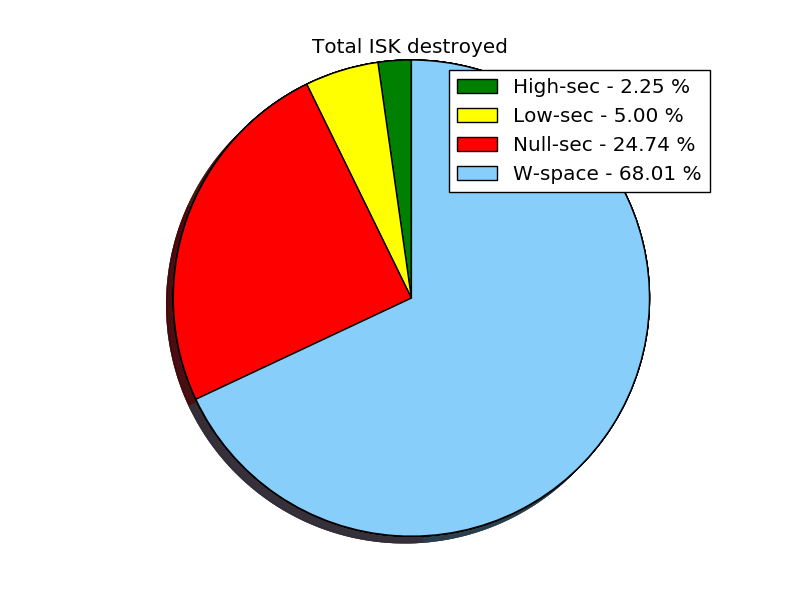 Total ISK destroyed
High-sec - 2.25 %
Low-sec - 5.00 %
Null-sec - 24.74 %
W-space - 68.01 %